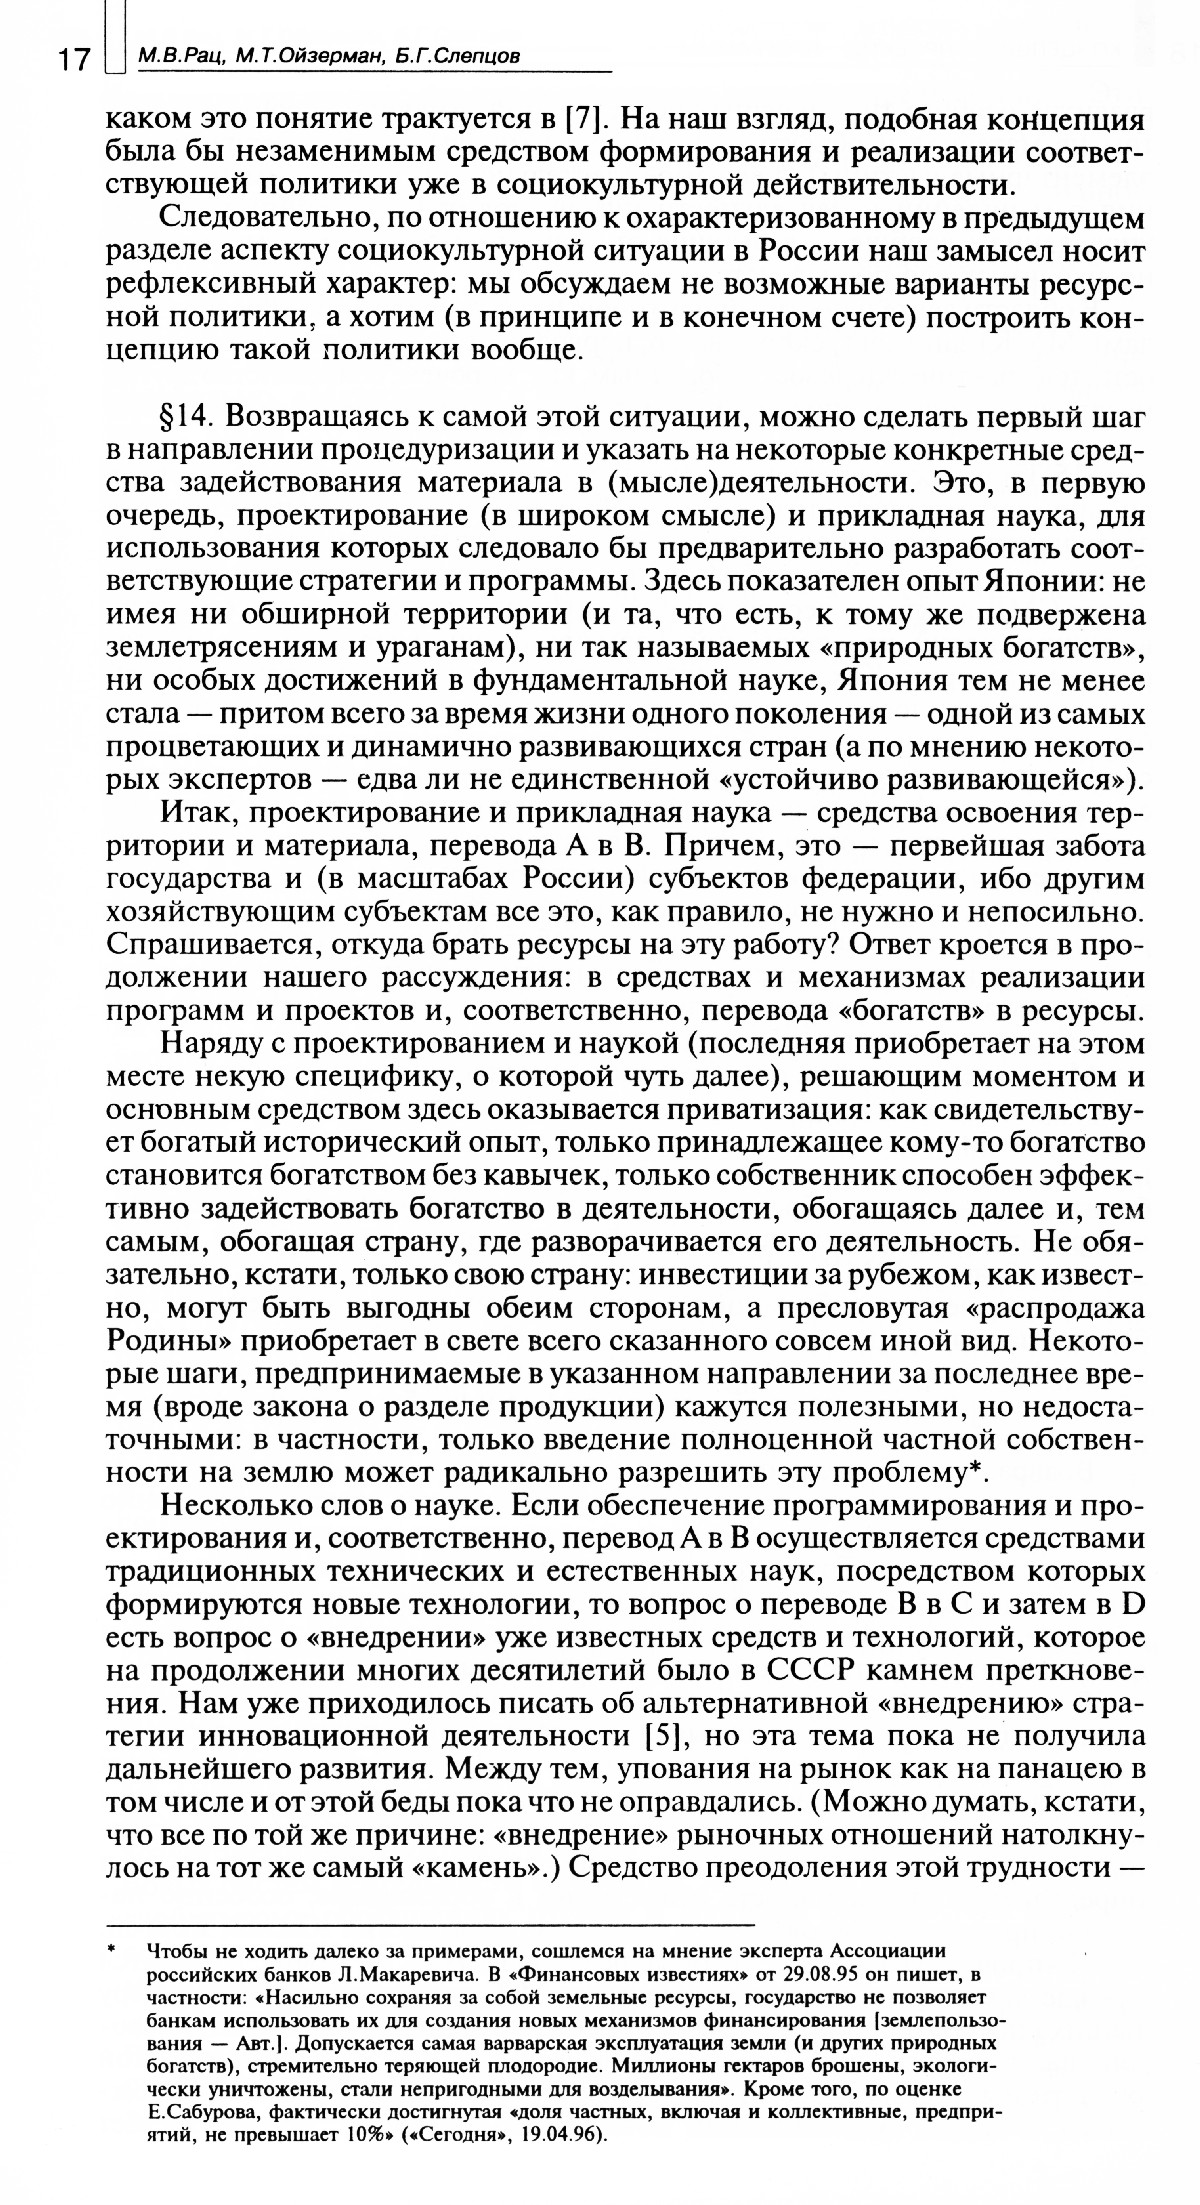 17
М.В.Рац, М.Т.Ойзерман, Б.Г.Слепцов
каком это понятие трактуется в [7]. На наш взгляд, подобная концепция
была бы незаменимым средством формирования и реализации соответ-
ствующей политики уже в социокультурной действительности.
Следовательно, по отношению к охарактеризованному в предыдущем
разделе аспекту социокультурной ситуации в России наш замысел носит
рефлексивный характер: мы обсуждаем не возможные варианты ресурс-
ной политики, а хотим (в принципе и в конечном счете) построить кон-
цепцию такой политики вообще.
§14. Возвращаясь к самой этой ситуации, можно сделать первый шаг
в направлении процедуризации и указать на некоторые конкретные сред-
ства задействования материала в (мысле)деятельности. Это, в первую
очередь, проектирование (в широком смысле) и прикладная наука, для
использования которых следовало бы предварительно разработать соот-
ветствующие стратегии и программы. Здесь показателен опыт Японии: не
имея ни обширной территории (и та, что есть, к тому же подвержена
землетрясениям и ураганам), ни так называемых «природных богатств»,
ни особых достижений в фундаментальной науке, Япония тем не менее
стала — притом всего за время жизни одного поколения — одной из самых
процветающих и динамично развивающихся стран (а по мнению некото-
рых экспертов — едва ли не единственной «устойчиво развивающейся»).
Итак, проектирование и прикладная наука — средства освоения тер-
ритории и материала, перевода А в В. Причем, это — первейшая забота
государства и (в масштабах России) субъектов федерации, ибо другим
хозяйствующим субъектам все это, как правило, не нужно и непосильно.
Спрашивается, откуда брать ресурсы на эту работу? Ответ кроется в про-
должении нашего рассуждения: в средствах и механизмах реализации
программ и проектов и, соответственно, перевода «богатств» в ресурсы.
Наряду с проектированием и наукой (последняя приобретает на этом
месте некую специфику, о которой чуть далее), решающим моментом и
основным средством здесь оказывается приватизация: как свидетельству-
ет богатый исторический опыт, только принадлежащее кому-то богатство
становится богатством без кавычек, только собственник способен эффек-
тивно задействовать богатство в деятельности, обогащаясь далее и, тем
самым, обогащая страну, где разворачивается его деятельность. Не обя-
зательно, кстати, только свою страну: инвестиции за рубежом, как извест-
но, могут быть выгодны обеим сторонам, а пресловутая «распродажа
Родины» приобретает в свете всего сказанного совсем иной вид. Некото-
рые шаги, предпринимаемые в указанном направлении за последнее вре-
мя (вроде закона о разделе продукции) кажутся полезными, но недоста-
точными: в частности, только введение полноценной частной собствен-
ности на землю может радикально разрешить эту проблему*.
Несколько слов о науке. Если обеспечение программирования и про-
ектирования и, соответственно, перевод А в В осуществляется средствами
традиционных технических и естественных наук, посредством которых
формируются новые технологии, то вопрос о переводе В в С и затем в D
есть вопрос о «внедрении» уже известных средств и технологий, которое
на продолжении многих десятилетий было в СССР камнем преткнове-
ния. Нам уже приходилось писать об альтернативной «внедрению» стра-
тегии инновационной деятельности [5], но эта тема пока не получила
дальнейшего развития. Между тем, упования на рынок как на панацею в
том числе и от этой беды пока что не оправдались. (Можно думать, кстати,
что все по той же причине: «внедрение» рыночных отношений натолкну-
лось на тот же самый «камень».) Средство преодоления этой трудности —
* Чтобы не ходить далеко за примерами, сошлемся на мнение эксперта Ассоциации
российских банков Л.Макаревича. В «Финансовых известиях» от 29.08.95 он пишет, в
частности: «Насильно сохраняя за собой земельные ресурсы, государство не позволяет
банкам использовать их для создания новых механизмов финансирования [землепользо-
вания — Авт.]. Допускается самая варварская эксплуатация земли (и других природных
богатств), стремительно теряющей плодородие. Миллионы гектаров брошены, экологи-
чески уничтожены, стали непригодными для возделывания». Кроме того, по оценке
Е.Сабурова, фактически достигнутая «доля частных, включая и коллективные, предпри-
ятий, не превышает 10%» («Сегодня», 19.04.96).